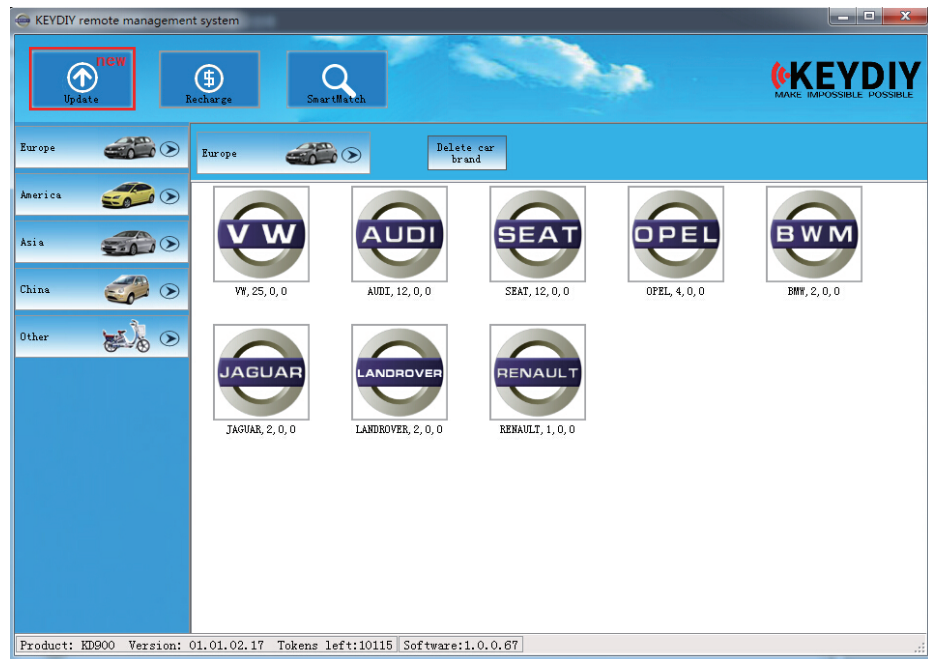 KEYDIY remote management system
new
Update
Recharge
SmartMatch
KEYDIY
MAKE IMPOSSIBLE POSSIBLE
Europe
America
Asia
China
Other
Europe
Delete car
brand
VW
AUDI
SEAT
OPEL
BWM
VW, 25, 0, 0
AUDI, 12, 0, 0
SEAT, 12, 0, 0
OPEL, 4, 0, 0
BMW, 2, 0, 0
JAGUAR
LANDROVER
RENAULT
JAGUAR, 2, 0, 0
LANDROVER, 2, 0, 0
RENAULT, 1, 0, 0
Product: KD900 Version: 01.01.02.17 Tokens left:10115 Software:1.0.0.67